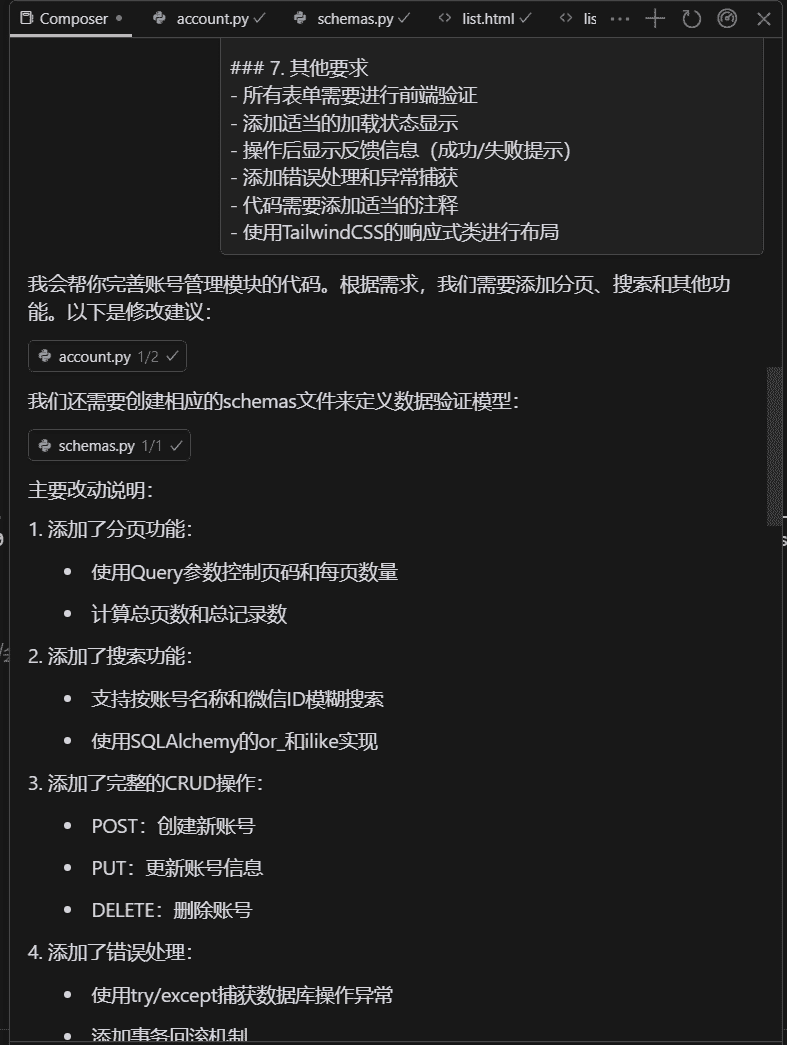 Composer account.py schemas.py list.html lis
### 7. 其他要求
- 所有表单需要进行前端验证
- 添加适当的加载状态显示
- 操作后显示反馈信息（成功/失败提示）
- 添加错误处理和异常捕获
- 代码需要添加适当的注释
- 使用TailwindCSS的响应式类进行布局
我会帮你完善账号管理模块的代码。根据需求，我们需要添加分页、搜索和其他功
能。以下是修改建议：
account.py 1/2
我们还需要创建相应的schemas文件来定义数据验证模型：
schemas.py 1/1
主要改动说明：
1. 添加了分页功能：
• 使用Query参数控制页码和每页数量
• 计算总页数和总记录数
2. 添加了搜索功能：
• 支持按账号名称和微信ID模糊搜索
• 使用SQLAlchemy的or_和ilike实现
3. 添加了完整的CRUD操作：
• POST：创建新账号
• PUT：更新账号信息
• DELETE：删除账号
4. 添加了错误处理：
• 使用try/except捕获数据库操作异常
• 添加事务回滚机制